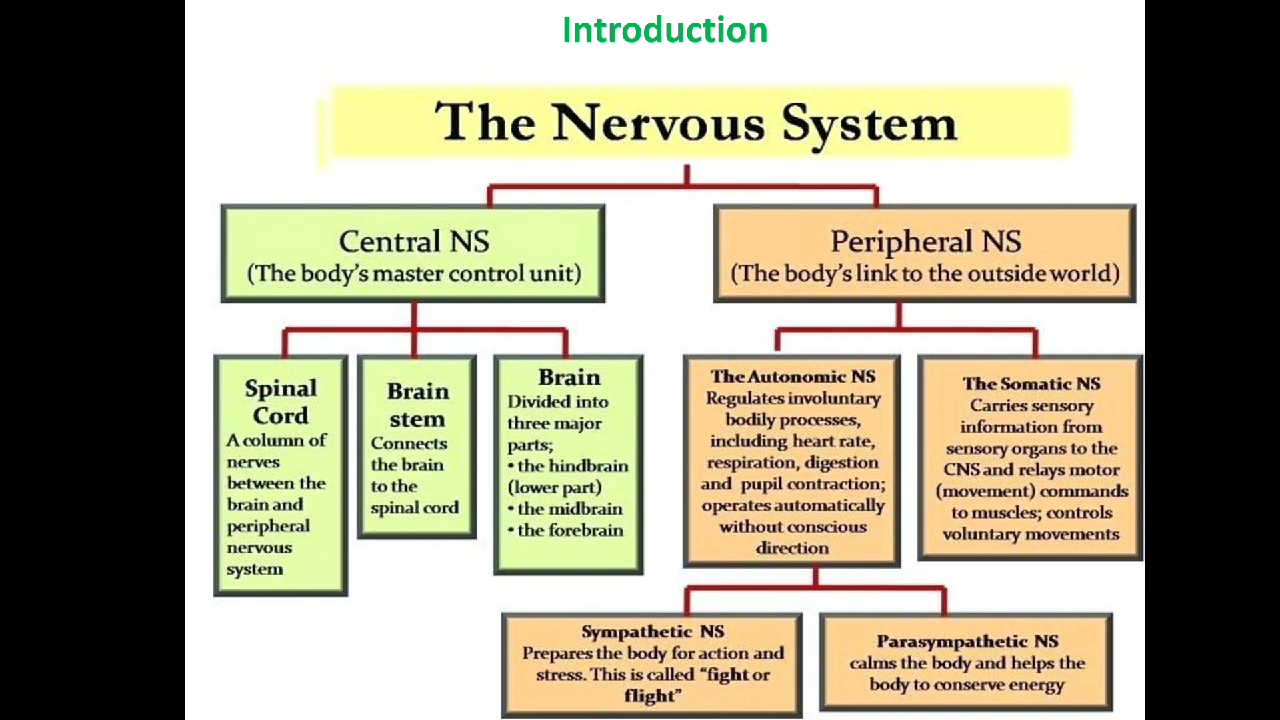 Introduction
The Nervous System
Central NS
(The body's master control unit)
Peripheral NS
(The body's link to the outside world)
Spinal
Cord
A column of
nerves
between the
brain and
peripheral
nervous
system
Brain
stem
Connects
the brain
to the
spinal cord
Brain
Divided into
three major
parts;
• the hindbrain
(lower part)
• the midbrain
• the forebrain
The Autonomic NS
Regulates involuntary
bodily processes,
including heart rate,
respiration, digestion
and pupil contraction;
operates automatically
without conscious
direction
The Somatic NS
Carries sensory
information from
sensory organs to the
CNS and relays motor
(movement) commands
to muscles; controls
voluntary movements
Sympathetic NS
Prepares the body for action and
stress. This is called "fight or
flight"
Parasympathetic NS
calms the body and helps the
body to conserve energy